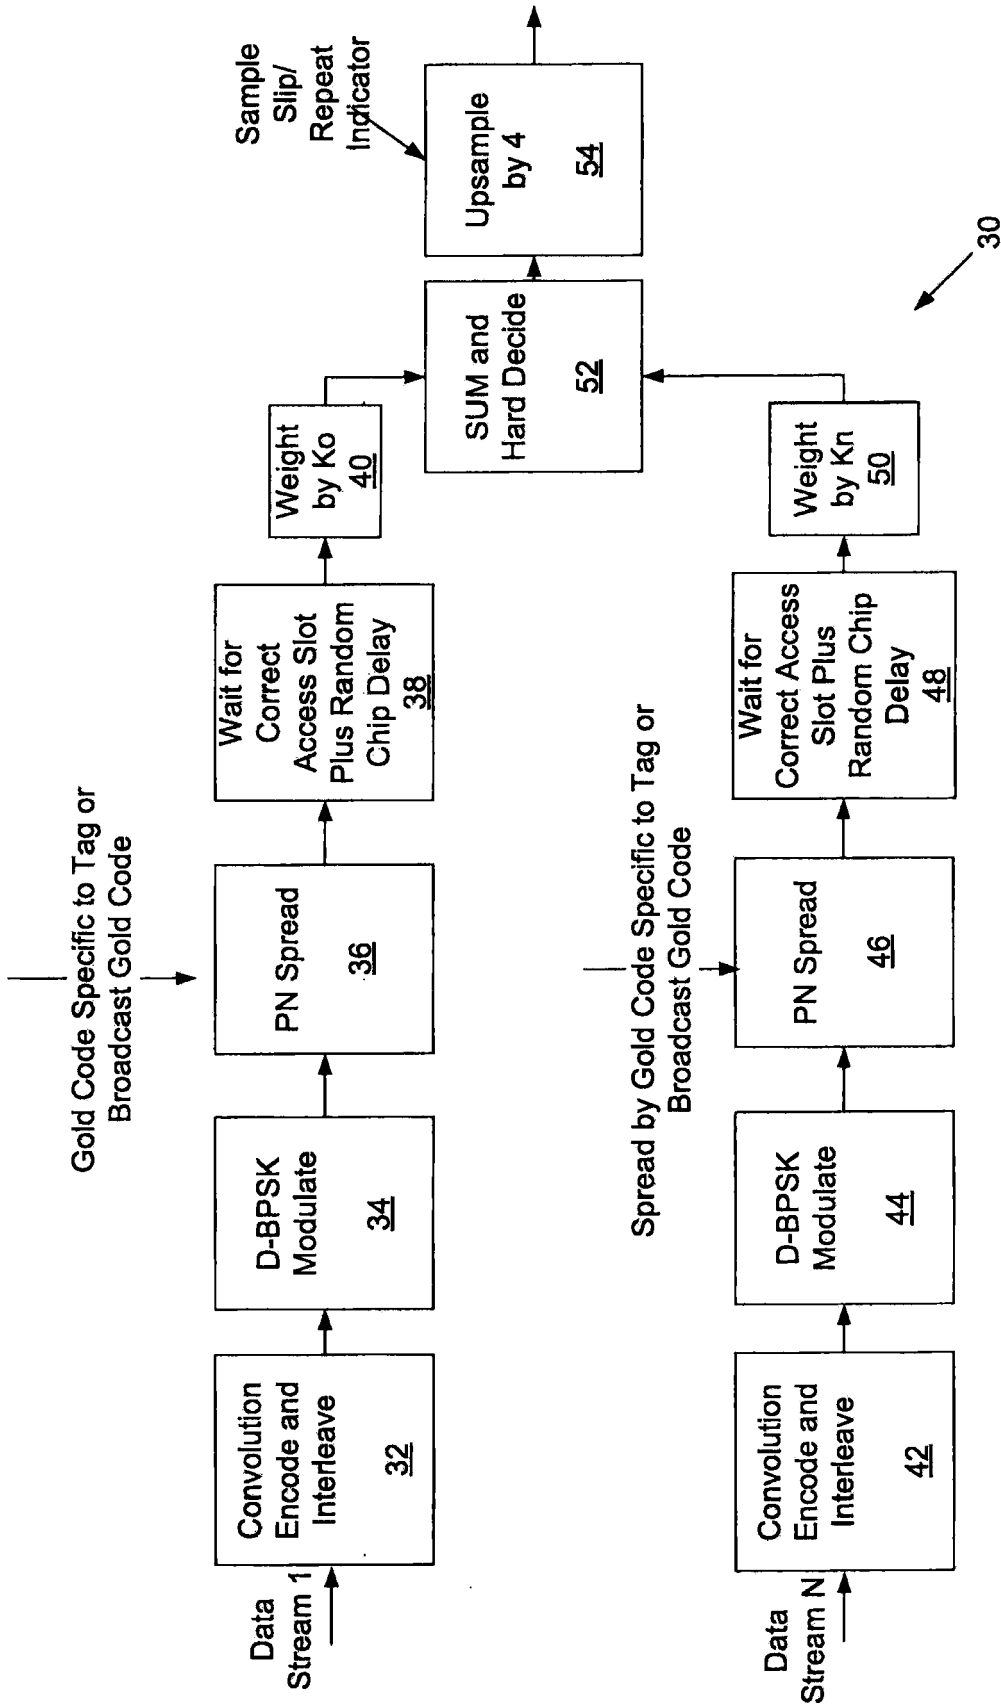 Data
Stream 1
Convolution
Encode and
Interleave
32
D-BPSK
Modulate
34
Gold Code Specific to Tag or
Broadcast Gold Code
PN Spread
36
Wait for
Correct
Access Slot
Plus Random
Chip Delay
38
Weight
by Ko
40
SUM and
Hard Decide
52
Sample
Slip/
Repeat
Indicator
Upsample
by 4
54
Data
Stream N
Convolution
Encode and
Interleave
42
D-BPSK
Modulate
44
Spread by Gold Code Specific to Tag or
Broadcast Gold Code
PN Spread
46
Wait for
Correct Access
Slot Plus
Random Chip
Delay
48
Weight
by Kn
50
30